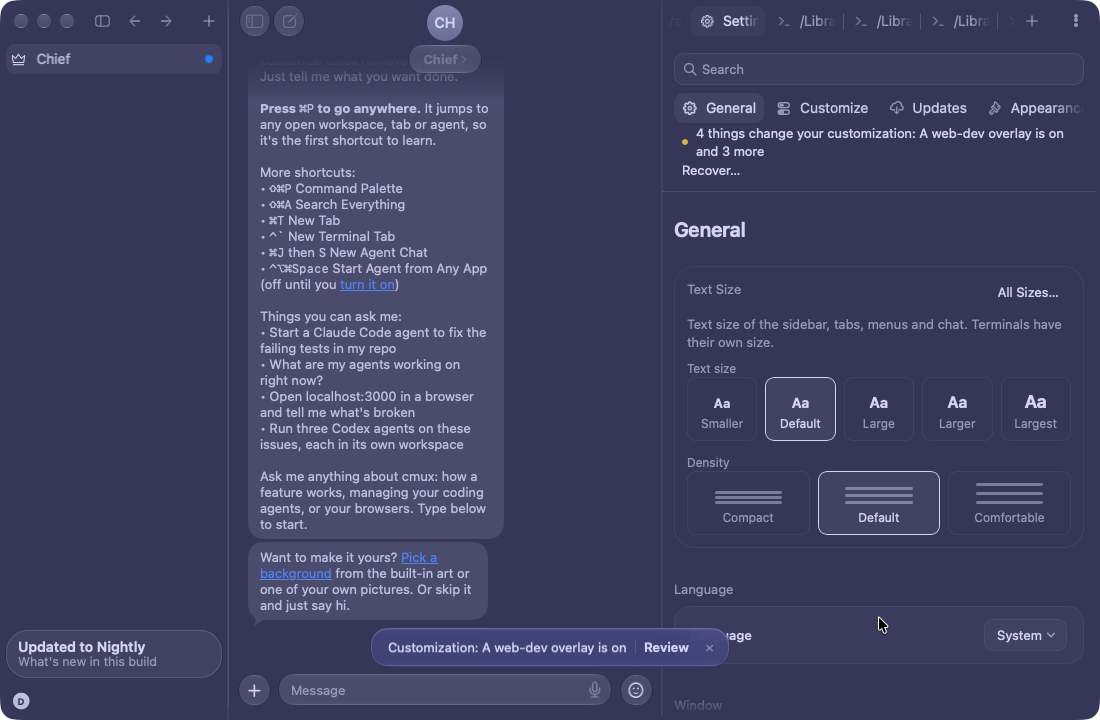 Chief
Updated to Nightly
What's new in this build
D
CH
Chief ›
Just tell me what you want done.
Press ⌘P to go anywhere. It jumps to
any open workspace, tab or agent, so
it's the first shortcut to learn.
More shortcuts:
• ⇧⌘P Command Palette
• ⇧⌘A Search Everything
• ⌘T New Tab
• ^` New Terminal Tab
• ⌘J then S New Agent Chat
• ^⌥⌘Space Start Agent from Any App
(off until you turn it on)
Things you can ask me:
• Start a Claude Code agent to fix the
failing tests in my repo
• What are my agents working on
right now?
• Open localhost:3000 in a browser
and tell me what's broken
• Run three Codex agents on these
issues, each in its own workspace
Ask me anything about cmux: how a
feature works, managing your coding
agents, or your browsers. Type below
to start.
Want to make it yours? Pick a
background from the built-in art or
one of your own pictures. Or skip it
and just say hi.
Customization: A web-dev overlay is on Review ×
Message
Settin /Libra /Libra /Libra
Search
General Customize Updates Appearanc
4 things change your customization: A web-dev overlay is on
and 3 more
Recover...
General
Text Size All Sizes...
Text size of the sidebar, tabs, menus and chat. Terminals have
their own size.
Text size
Aa Aa Aa Aa Aa
Smaller Default Large Larger Largest
Density
Compact Default Comfortable
Language
System
Window